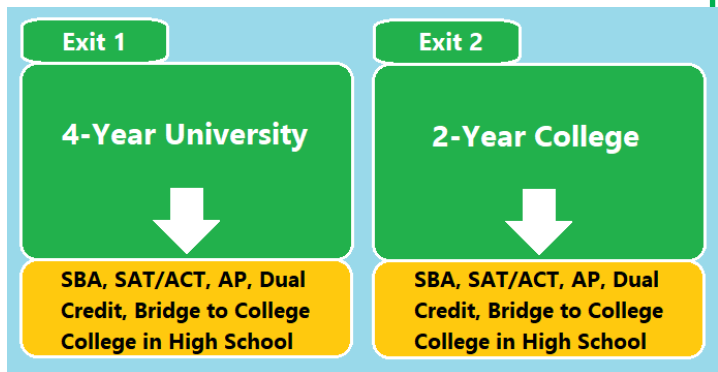 Exit 1
4-Year University
SBA, SAT/ACT, AP, Dual
Credit, Bridge to College
College in High School
Exit 2
2-Year College
SBA, SAT/ACT, AP, Dual
Credit, Bridge to College
College in High School